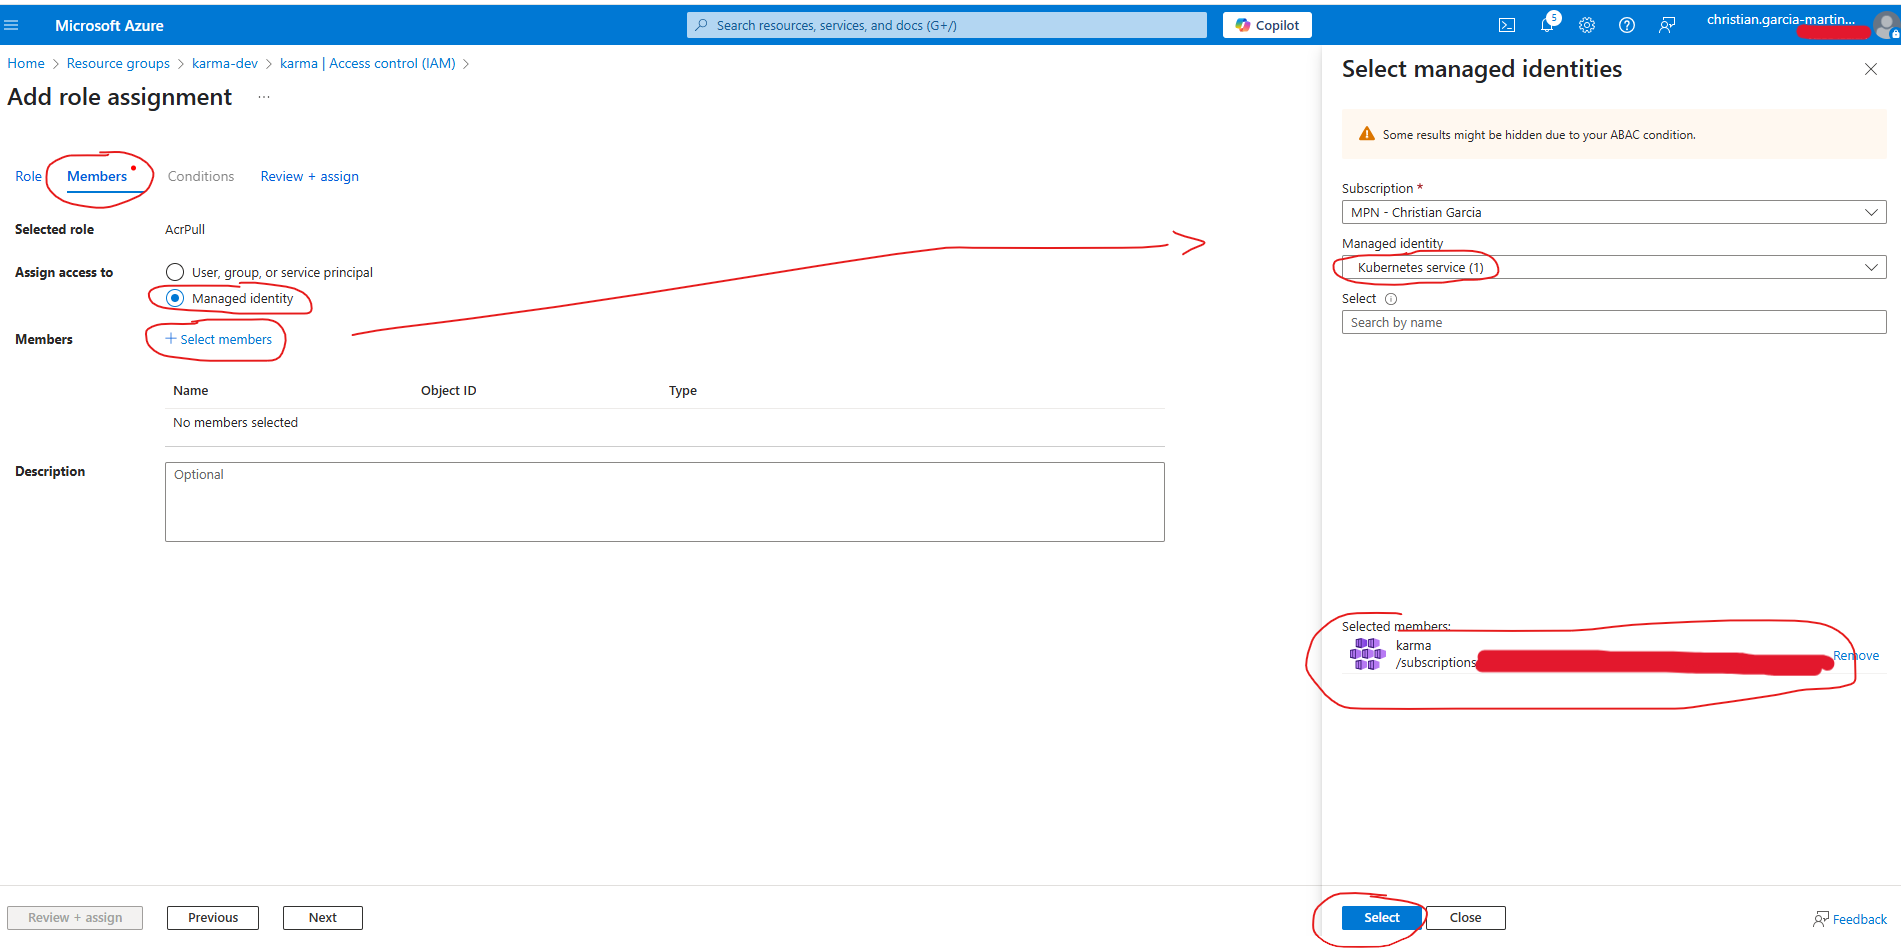 Microsoft Azure
Search resources, services, and docs (G+/)
Copilot
5
christian.garcia-martin...
Home > Resource groups > karma-dev > karma | Access control (IAM) >
Add role assignment ...
Role
Members
Conditions
Review + assign
Selected role
AcrPull
Assign access to
User, group, or service principal
Managed identity
Members
+ Select members
Name
Object ID
Type
No members selected
Description
Optional
Review + assign
Previous
Next
Select managed identities
Some results might be hidden due to your ABAC condition.
Subscription *
MPN - Christian Garcia
Managed identity
Kubernetes service (1)
Select
Search by name
Selected members:
karma
/subscriptions
Remove
Select
Close
Feedback